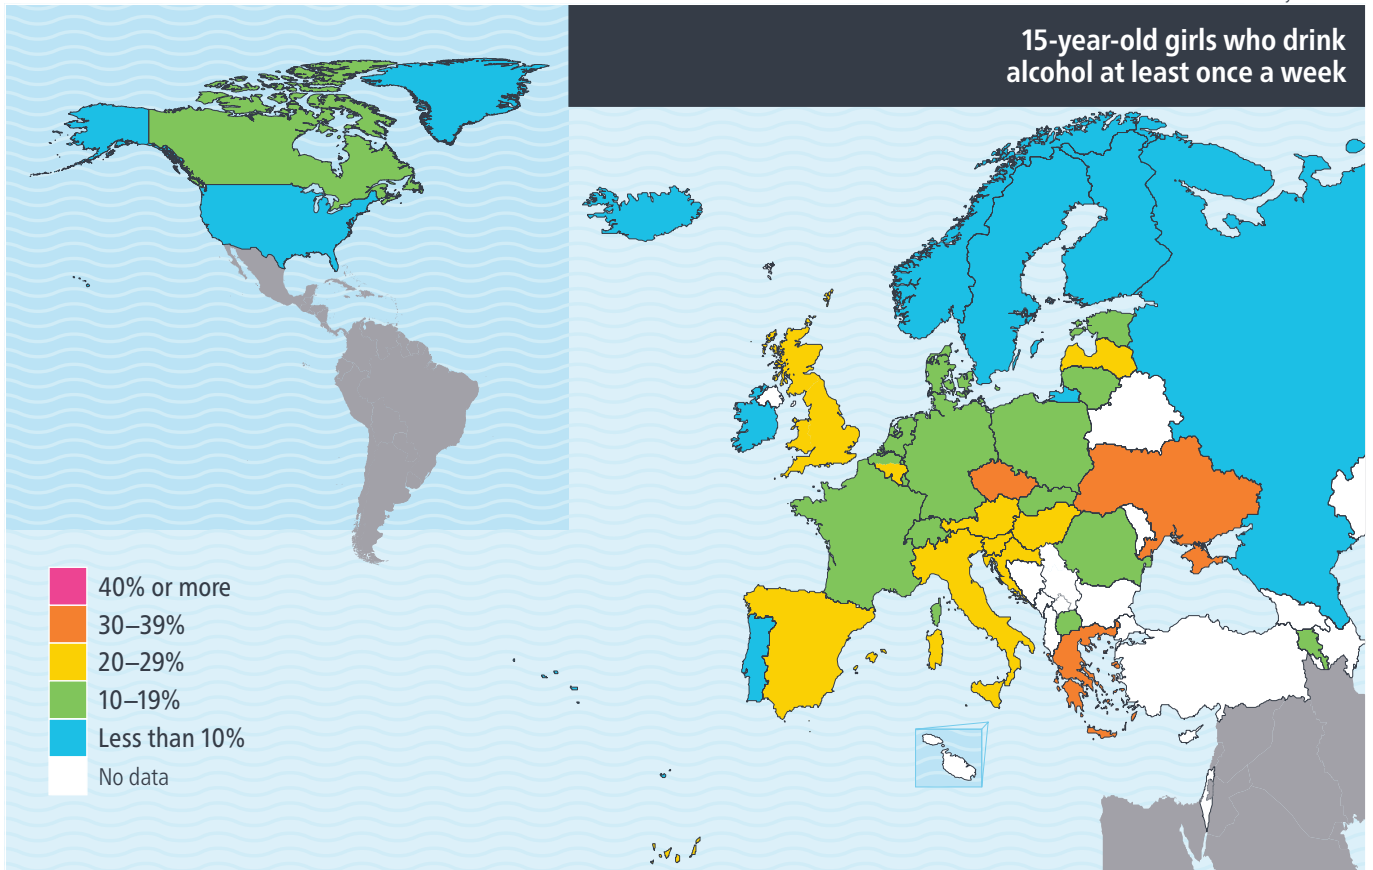 15-year-old girls who drink
alcohol at least once a week
40% or more
30–39%
20–29%
10–19%
Less than 10%
No data